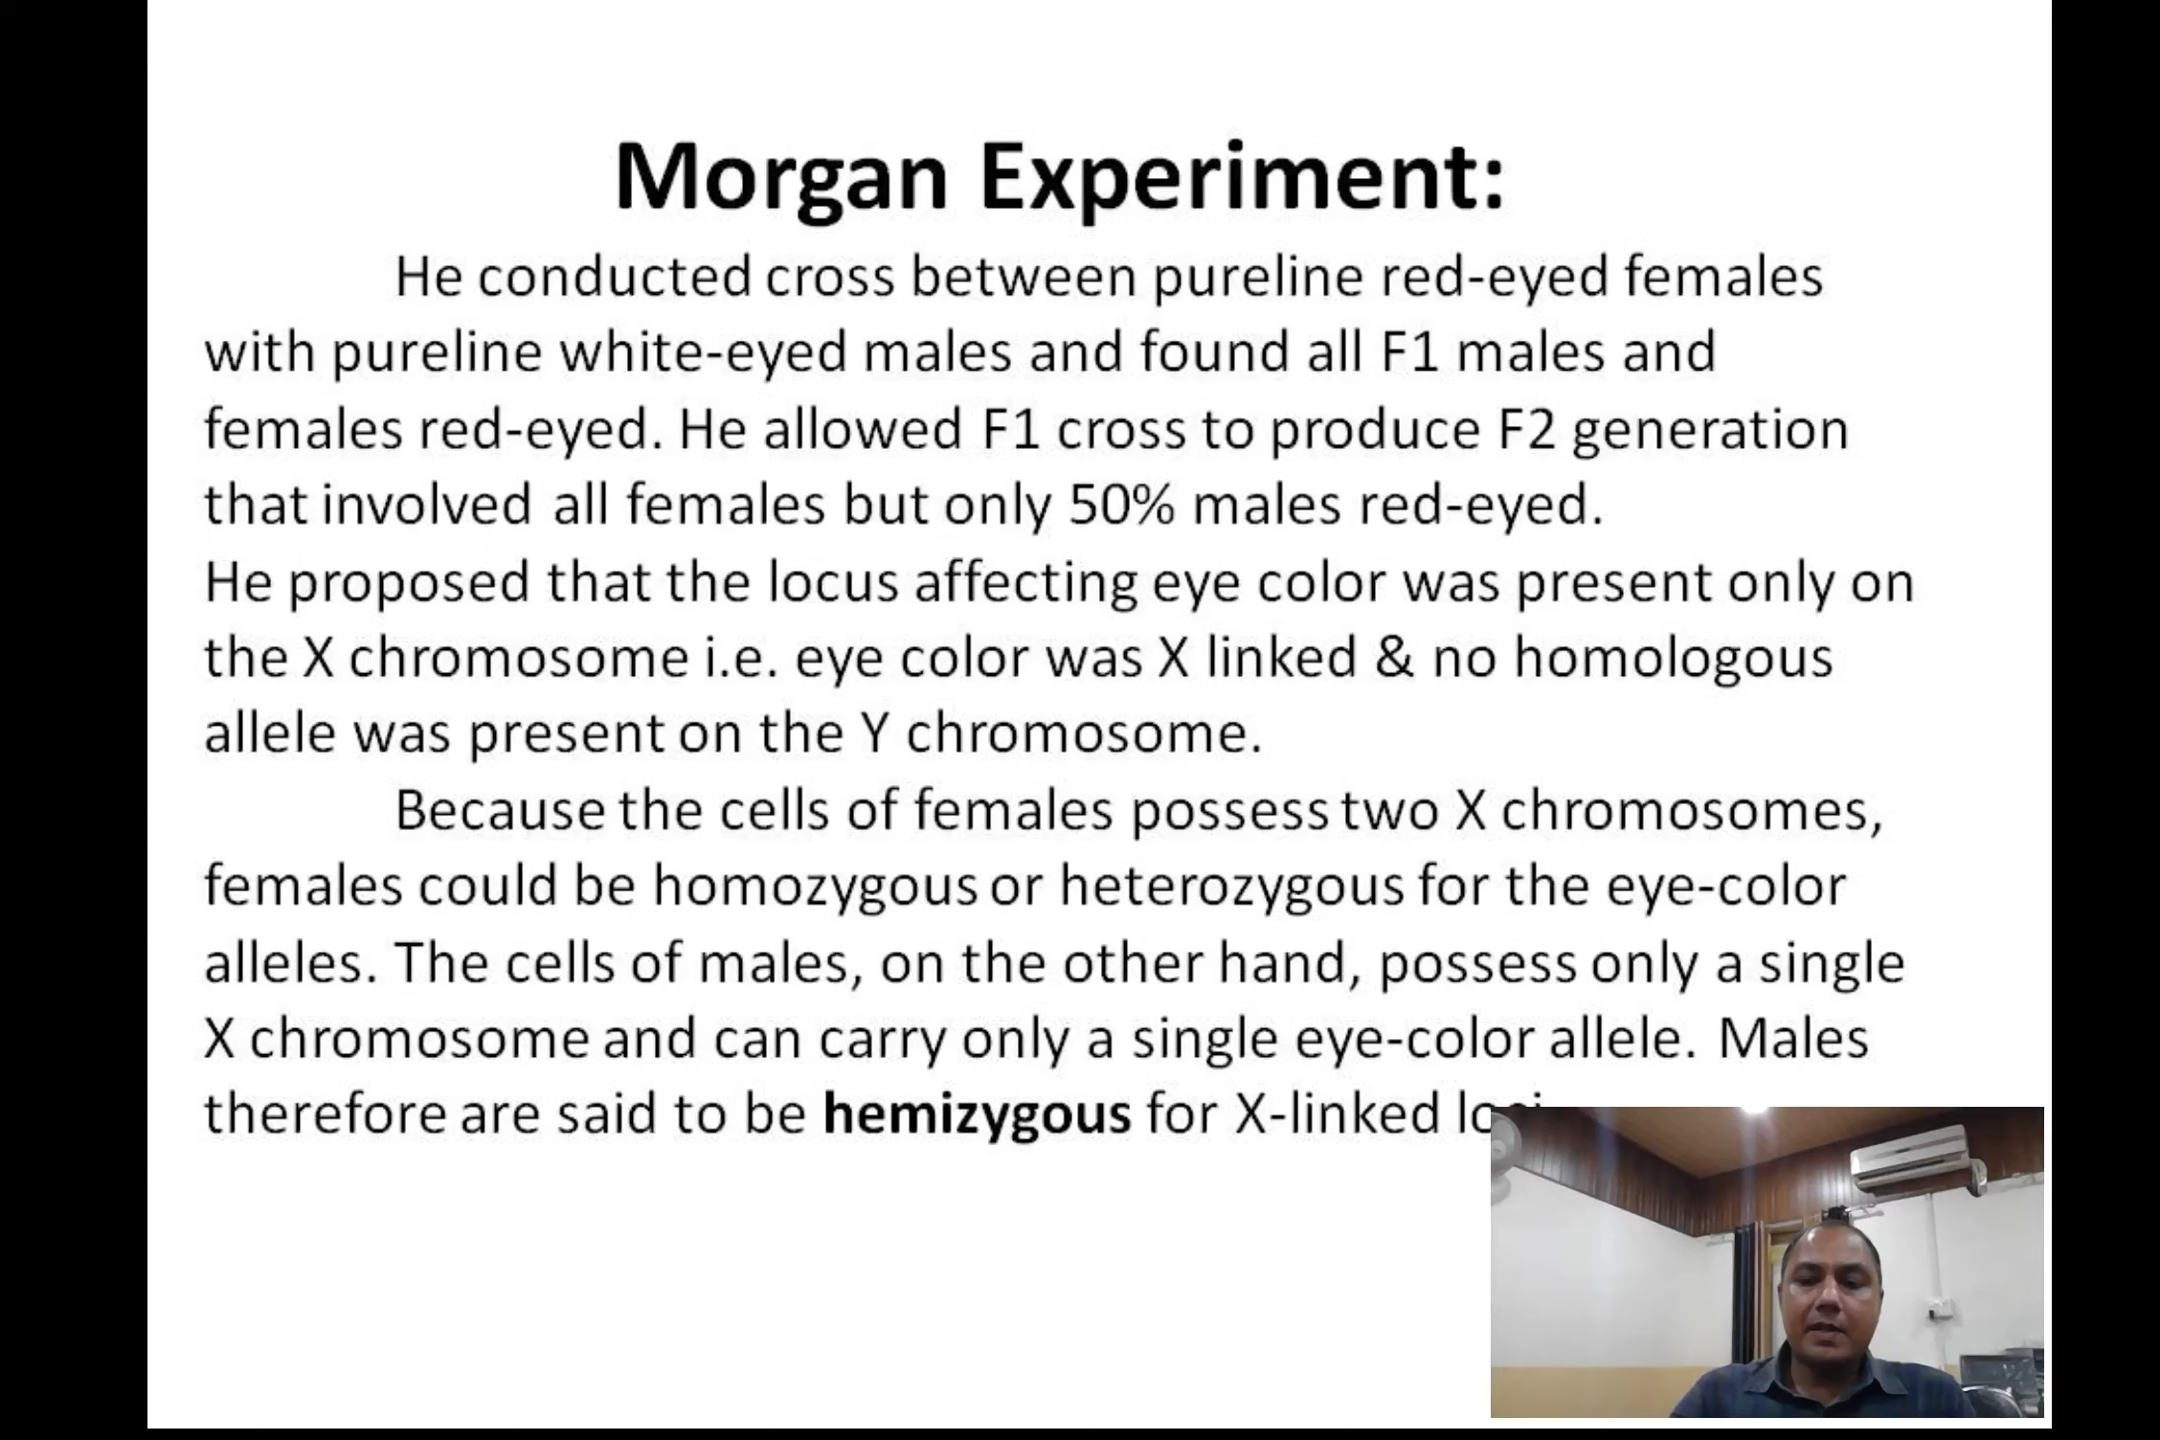 Morgan Experiment:
He conducted cross between pureline red-eyed females
with pureline white-eyed males and found all F1 males and
females red-eyed. He allowed F1 cross to produce F2 generation
that involved all females but only 50% males red-eyed.
He proposed that the locus affecting eye color was present only on
the X chromosome i.e. eye color was X linked & no homologous
allele was present on the Y chromosome.
Because the cells of females possess two X chromosomes,
females could be homozygous or heterozygous for the eye-color
alleles. The cells of males, on the other hand, possess only a single
X chromosome and can carry only a single eye-color allele. Males
therefore are said to be hemizygous for X-linked